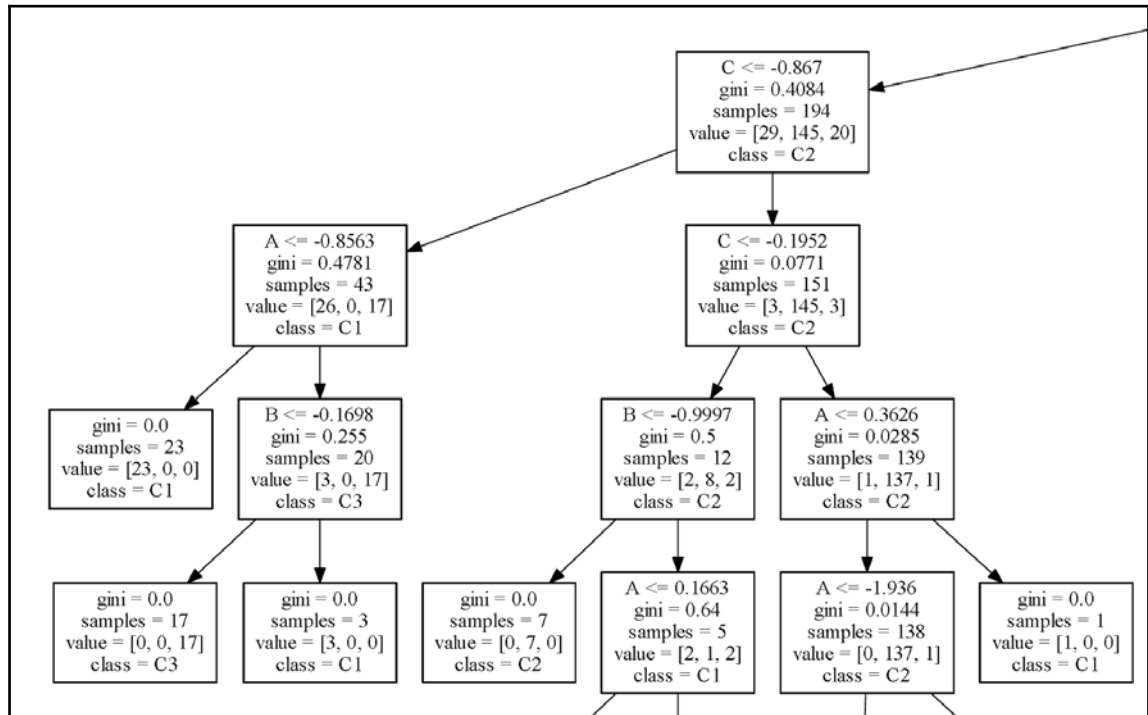 C <= -0.867
gini = 0.4084
samples = 194
value = [29, 145, 20]
class = C2
A <= -0.8563
gini = 0.4781
samples = 43
value = [26, 0, 17]
class = C1
C <= -0.1952
gini = 0.0771
samples = 151
value = [3, 145, 3]
class = C2
gini = 0.0
samples = 23
value = [23, 0, 0]
class = C1
B <= -0.1698
gini = 0.255
samples = 20
value = [3, 0, 17]
class = C3
B <= -0.9997
gini = 0.5
samples = 12
value = [2, 8, 2]
class = C2
A <= 0.3626
gini = 0.0285
samples = 139
value = [1, 137, 1]
class = C2
gini = 0.0
samples = 17
value = [0, 0, 17]
class = C3
gini = 0.0
samples = 3
value = [3, 0, 0]
class = C1
gini = 0.0
samples = 7
value = [0, 7, 0]
class = C2
A <= 0.1663
gini = 0.64
samples = 5
value = [2, 1, 2]
class = C1
A <= -1.936
gini = 0.0144
samples = 138
value = [0, 137, 1]
class = C2
gini = 0.0
samples = 1
value = [1, 0, 0]
class = C1